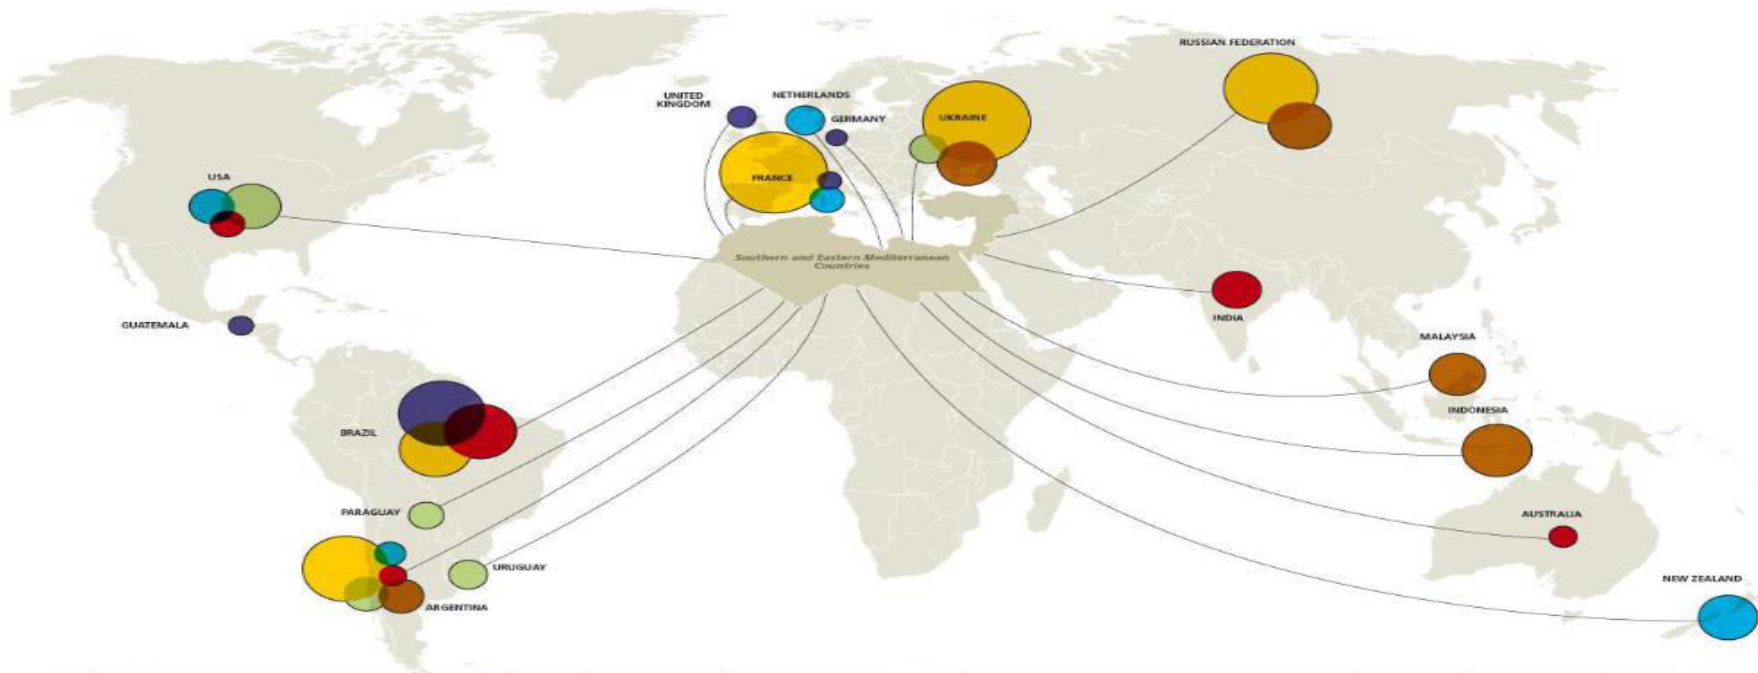 RUSSIAN FEDERATION
UNITED
KINGDOM
NETHERLANDS
GERMANY
UKRAINE
USA
FRANCE
Southern and Eastern Mediterranean
Countries
GUATEMALA
INDIA
MALAYSIA
INDONESIA
BRAZIL
PARAGUAY
AUSTRALIA
URUGUAY
NEW ZEALAND
ARGENTINA